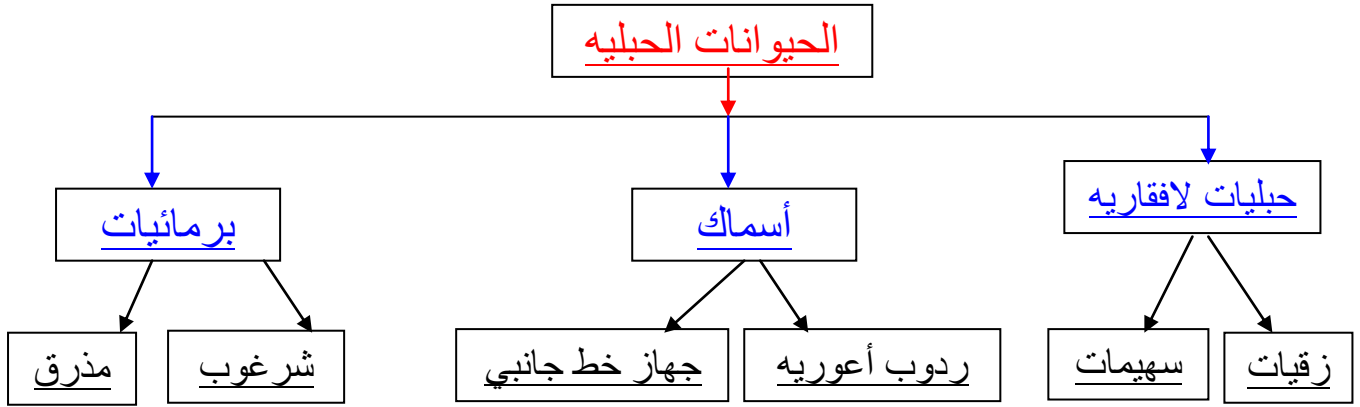 الحيوانات الحبليه
حبليات لافقاريه
أسماك
برمائيات
زقيات
سهيمات
ردوب أعوريه
جهاز خط جانبي
شرغوب
مذرق